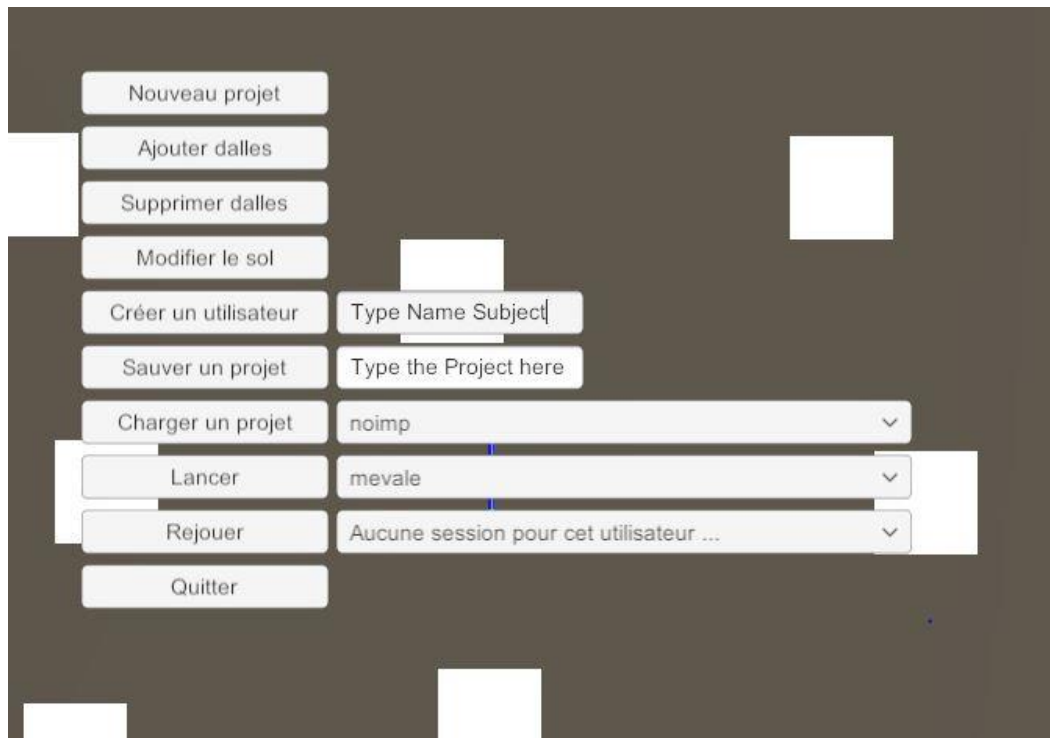 Nouveau projet
Ajouter dalles
Supprimer dalles
Modifier le sol
Créer un utilisateur Type Name Subject
Sauver un projet Type the Project here
Charger un projet noimp
Lancer mevale
Rejouer Aucune session pour cet utilisateur ...
Quitter